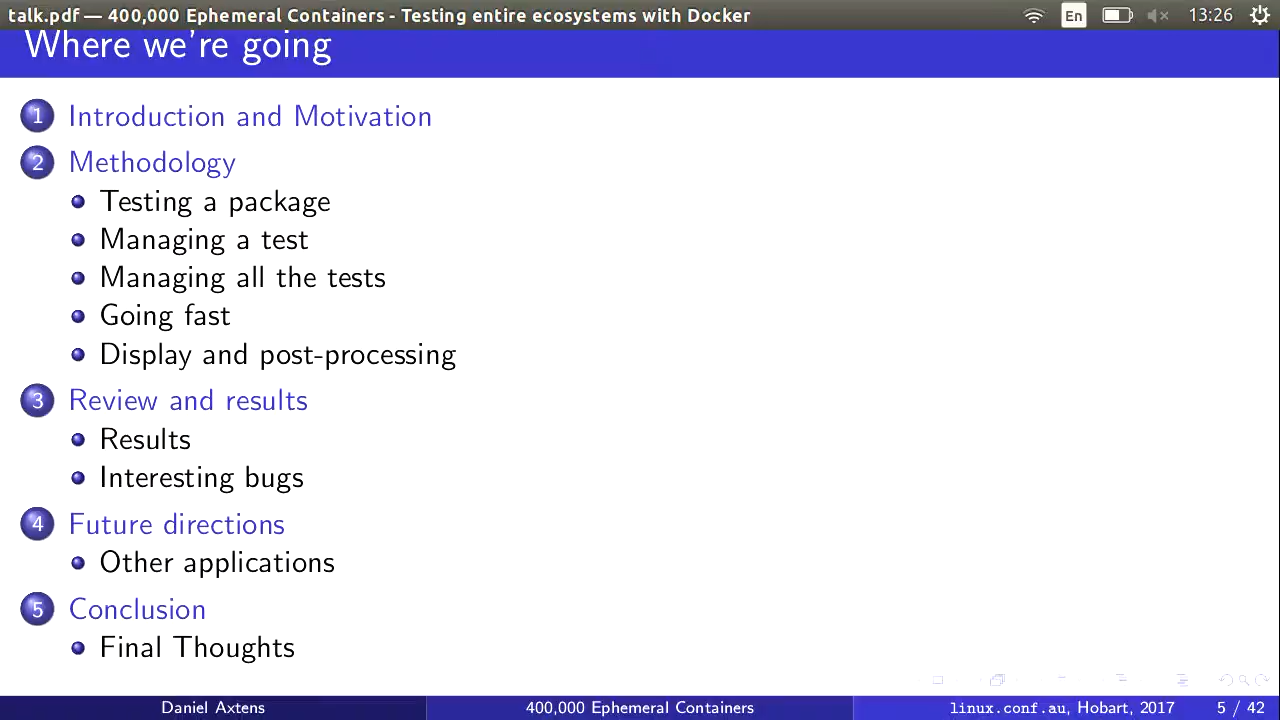 talk.pdf — 400,000 Ephemeral Containers - Testing entire ecosystems with Docker En 13:26
Where we're going
1 Introduction and Motivation
2 Methodology
Testing a package
Managing a test
Managing all the tests
Going fast
Display and post-processing
3 Review and results
Results
Interesting bugs
4 Future directions
Other applications
5 Conclusion
Final Thoughts
Daniel Axtens 400,000 Ephemeral Containers linux.conf.au, Hobart, 2017 5 / 42